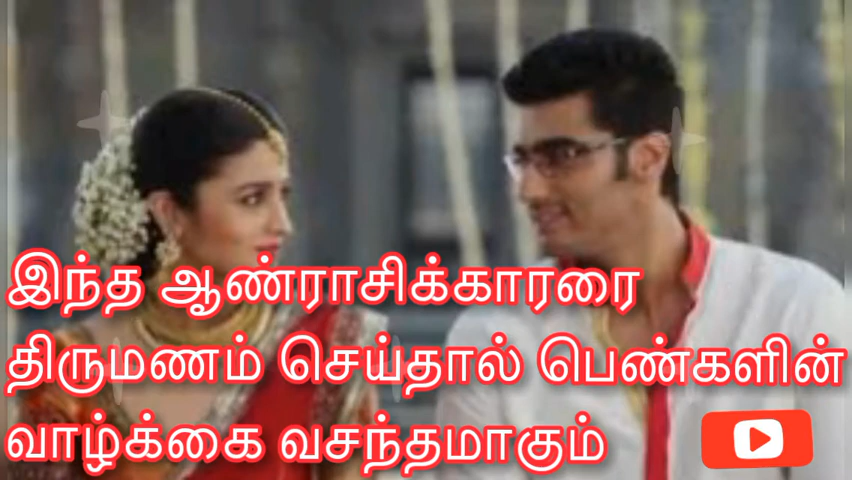 இந்த ஆண்ராசிக்காரரை
திருமணம் செய்தால் பெண்களின்
வாழ்க்கை வசந்தமாகும்